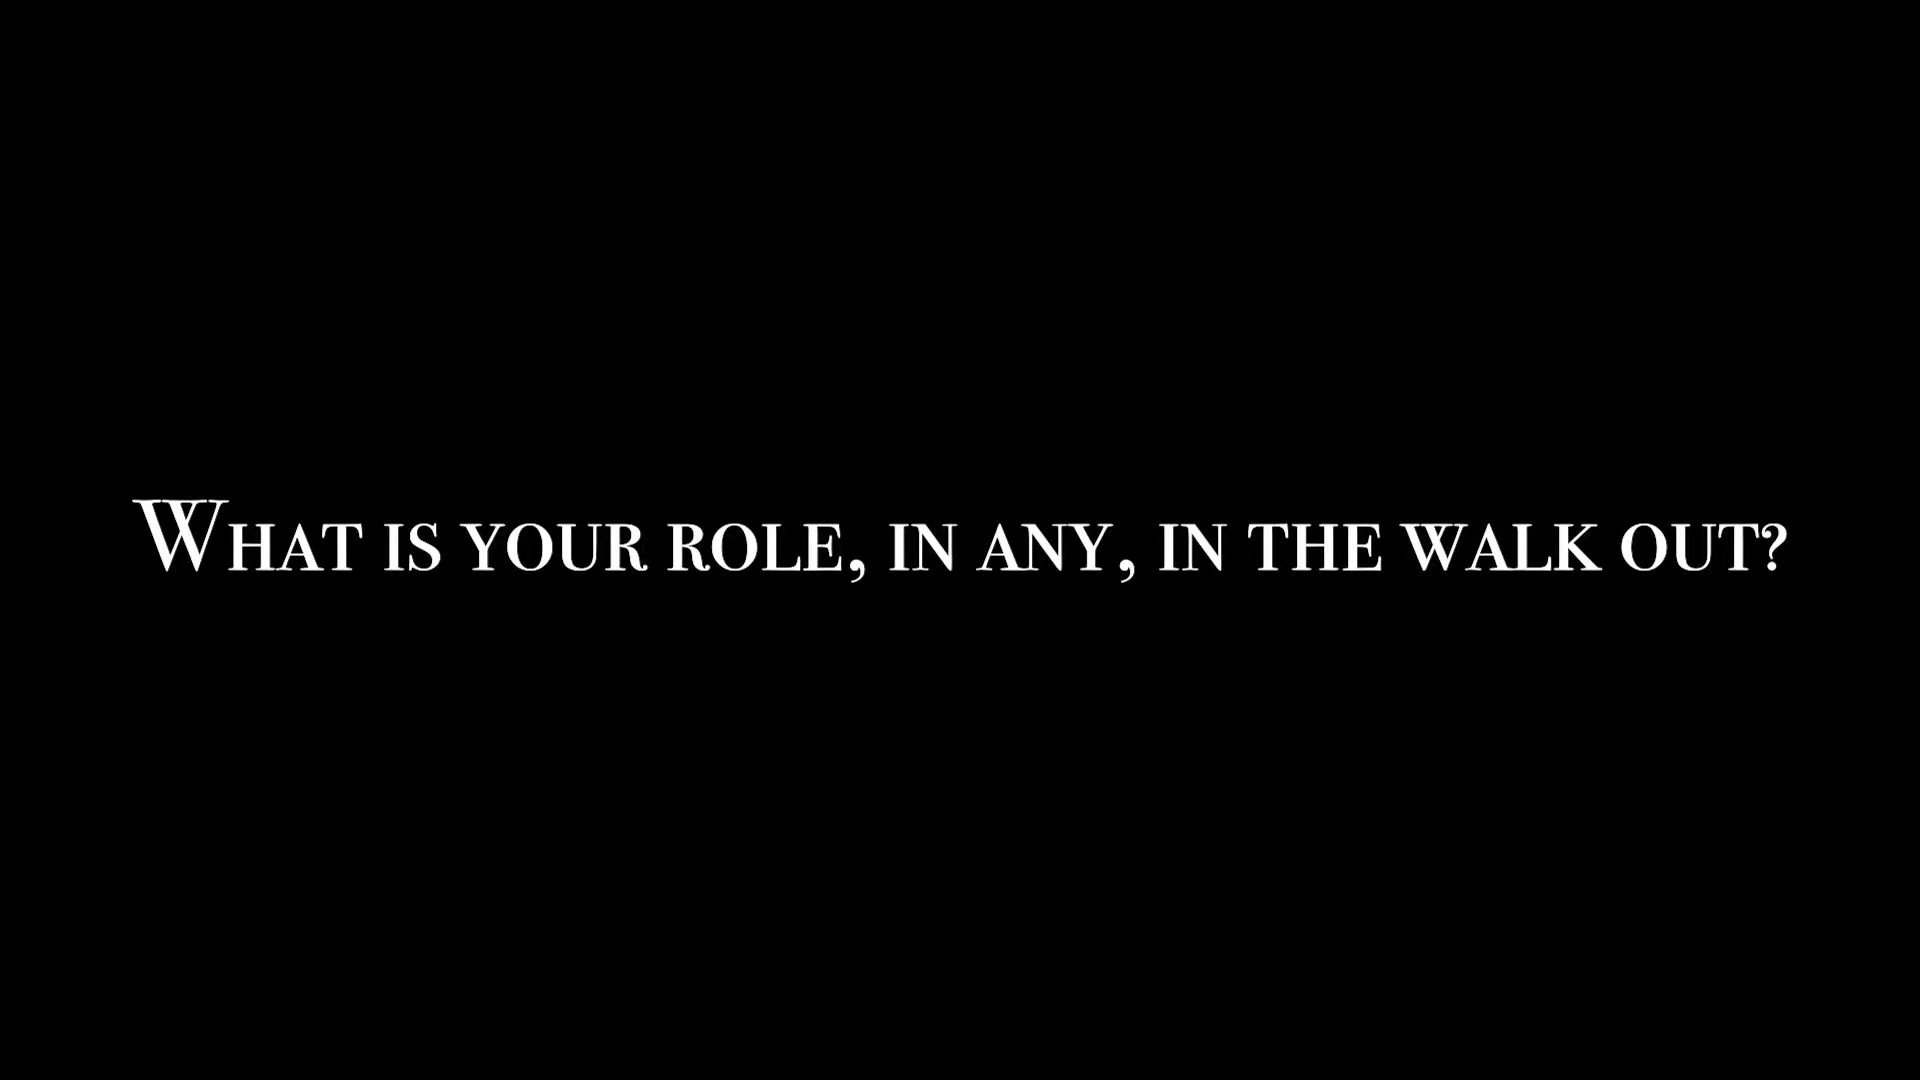 What is your role, in any, in the walk out?